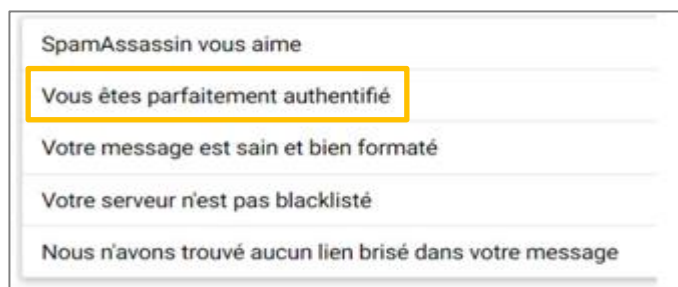 SpamAssassin vous aime
Vous êtes parfaitement authentifié
Votre message est sain et bien formaté
Votre serveur n'est pas blacklisté
Nous n'avons trouvé aucun lien brisé dans votre message